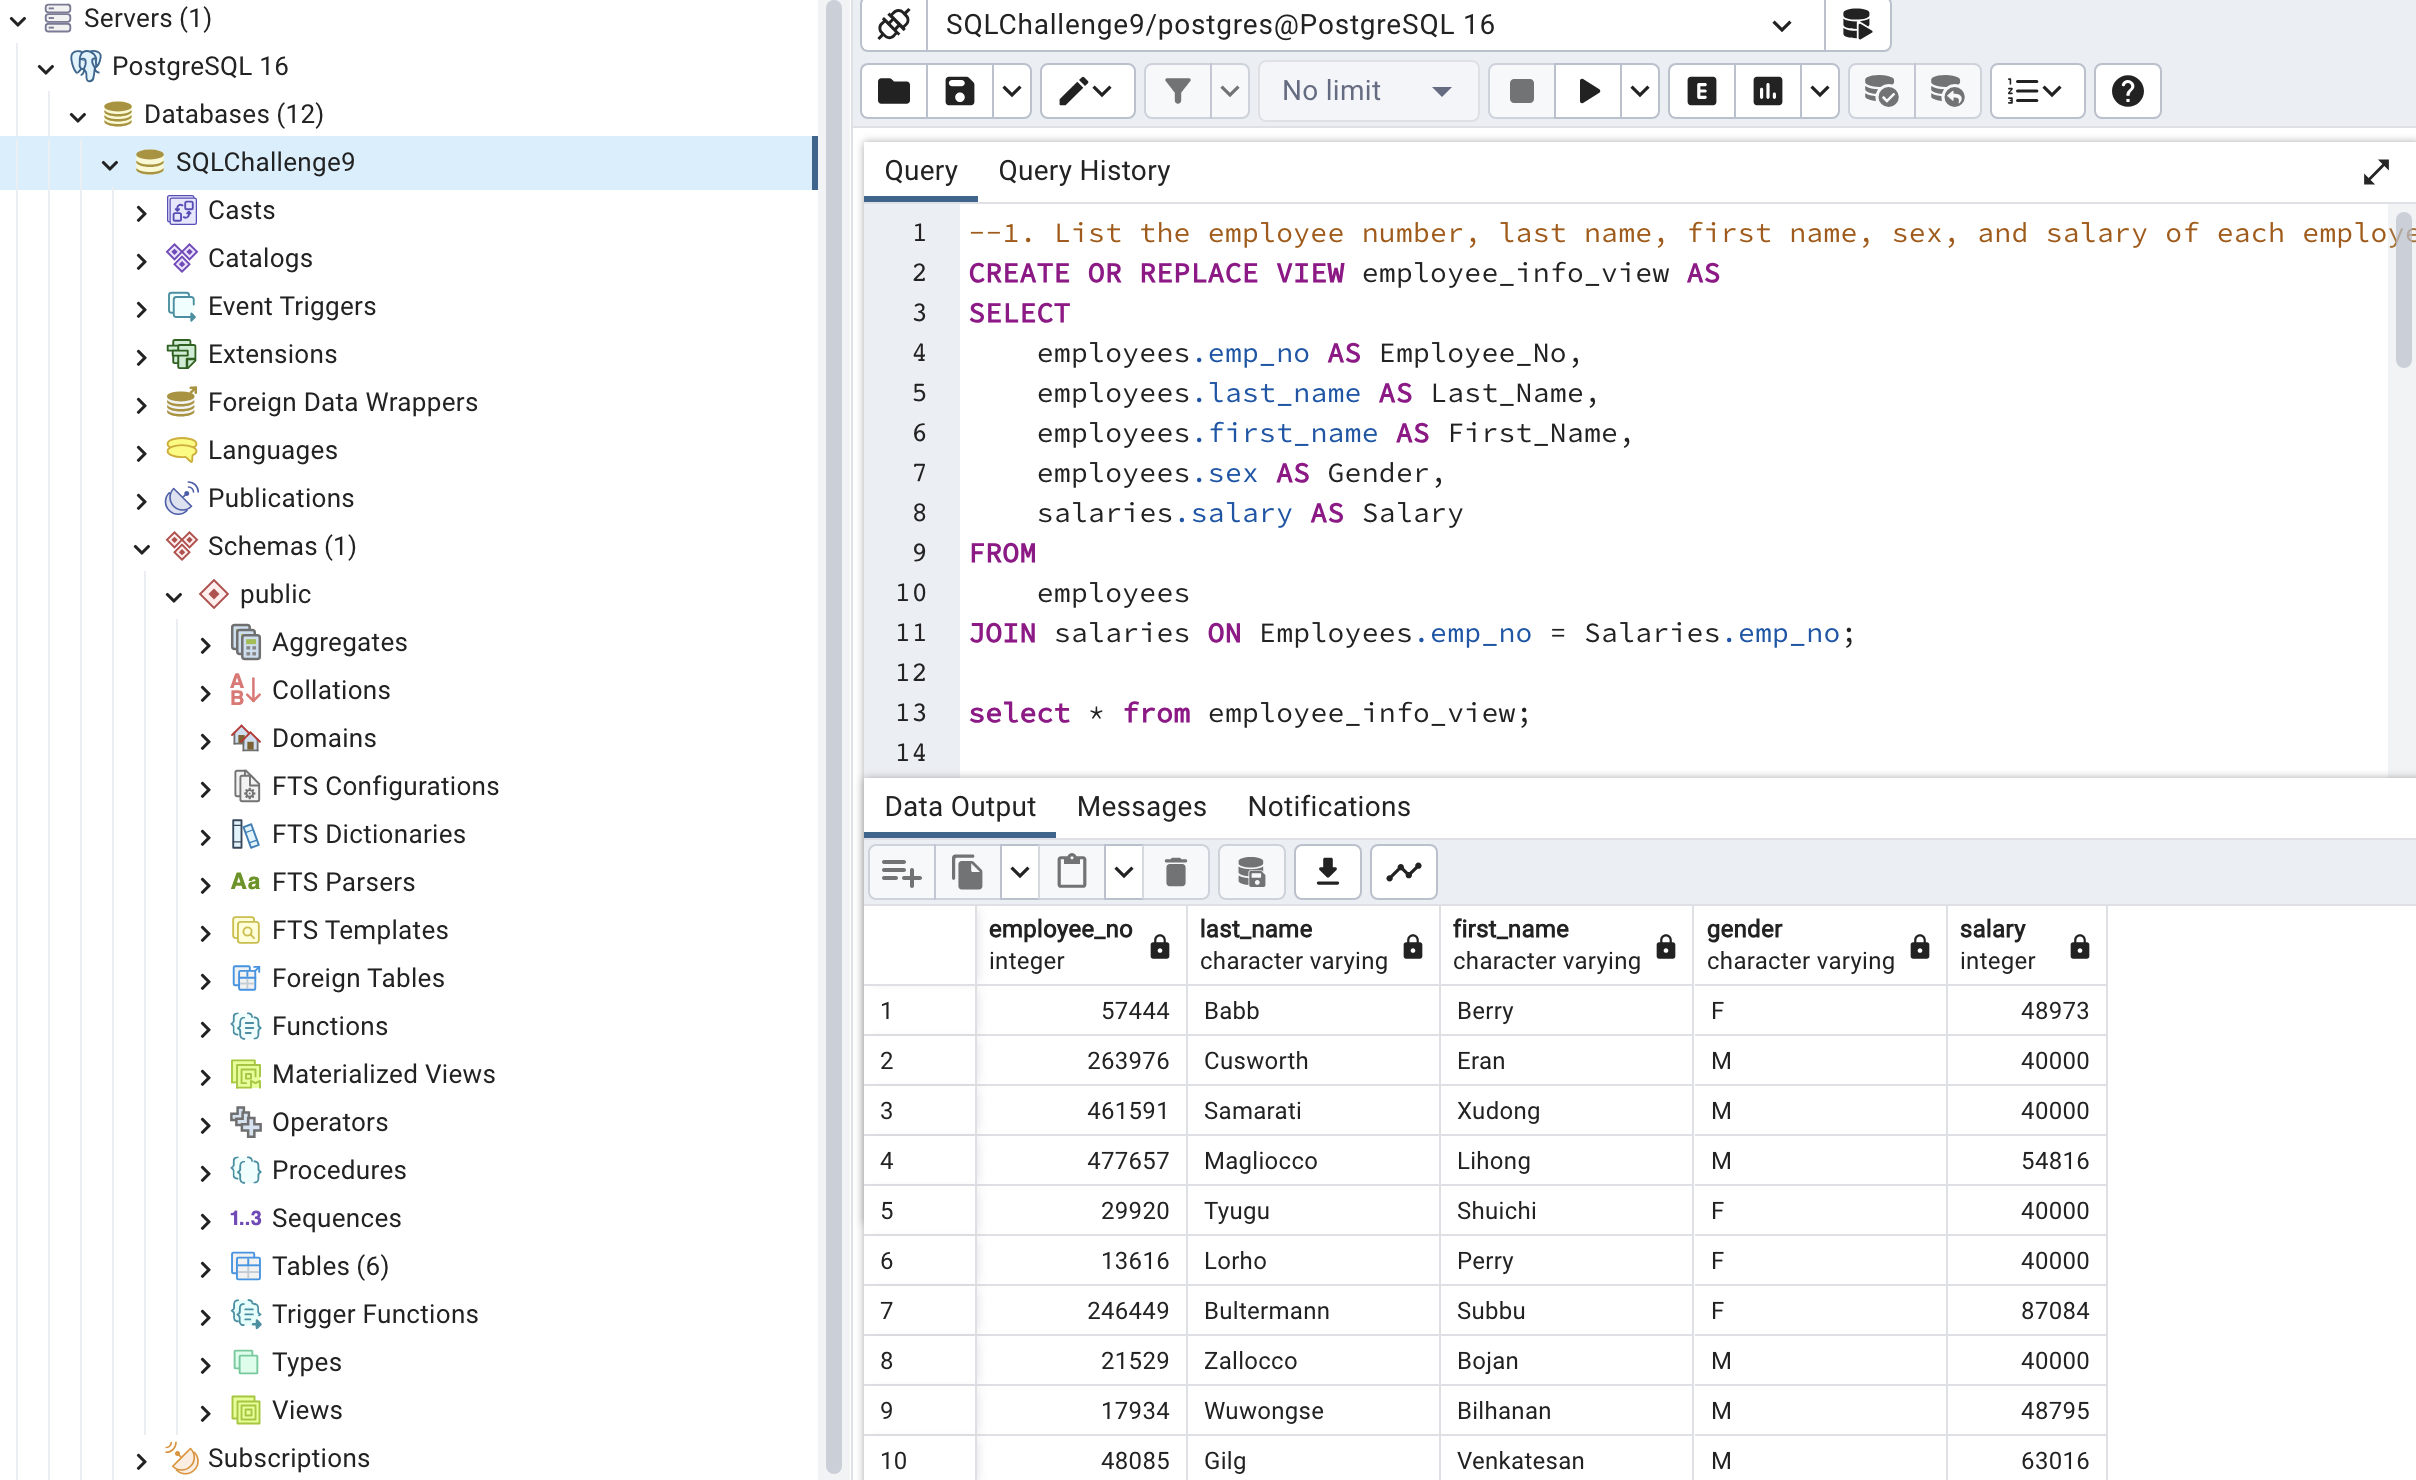 Servers (1)
PostgreSQL 16
Databases (12)
SQLChallenge9
Casts
Catalogs
Event Triggers
Extensions
Foreign Data Wrappers
Languages
Publications
Schemas (1)
public
Aggregates
Collations
Domains
FTS Configurations
FTS Dictionaries
Aa FTS Parsers
FTS Templates
Foreign Tables
Functions
Materialized Views
Operators
Procedures
1..3 Sequences
Tables (6)
Trigger Functions
Types
Views
Subscriptions
SQLChallenge9/postgres@PostgreSQL 16
No limit
E
Query Query History
1 --1. List the employee number, last name, first name, sex, and salary of each employe
2 CREATE OR REPLACE VIEW employee_info_view AS
3 SELECT
4 employees.emp_no AS Employee_No,
5 employees.last_name AS Last_Name,
6 employees.first_name AS First_Name,
7 employees.sex AS Gender,
8 salaries.salary AS Salary
9 FROM
10 employees
11 JOIN salaries ON Employees.emp_no = Salaries.emp_no;
12
13 select * from employee_info_view;
14
Data Output Messages Notifications
employee_no last_name first_name gender salary
integer character varying character varying character varying integer
1 57444 Babb Berry F 48973
2 263976 Cusworth Eran M 40000
3 461591 Samarati Xudong M 40000
4 477657 Magliocco Lihong M 54816
5 29920 Tyugu Shuichi F 40000
6 13616 Lorho Perry F 40000
7 246449 Bultermann Subbu F 87084
8 21529 Zallocco Bojan M 40000
9 17934 Wuwongse Bilhanan M 48795
10 48085 Gilg Venkatesan M 63016